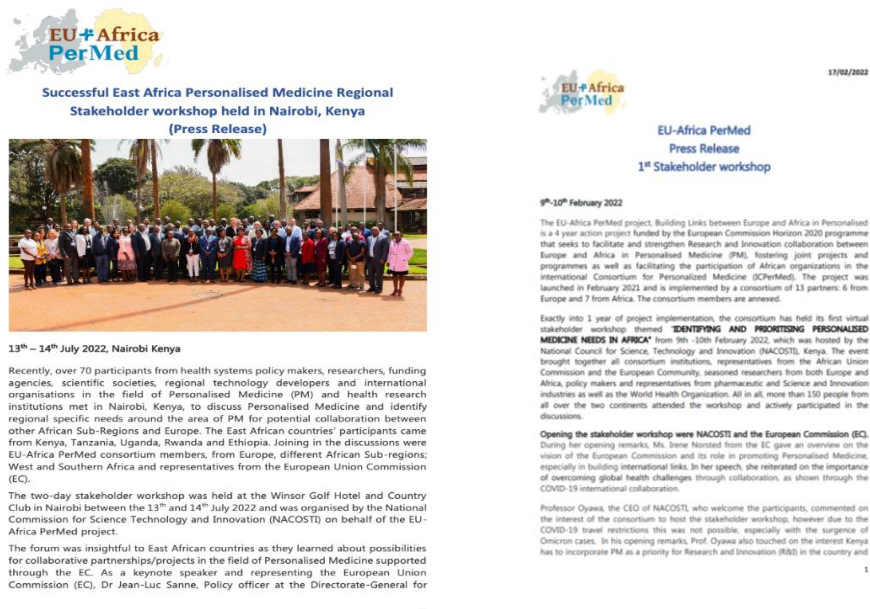 EU Africa
PerMed
Successful East Africa Personalised Medicine Regional
Stakeholder workshop held in Nairobi, Kenya
(Press Release)
13th – 14th July 2022, Nairobi Kenya
Recently, over 70 participants from health systems policy makers, researchers, funding
agencies, scientific societies, regional technology developers and international
organisations in the field of Personalised Medicine (PM) and health research
institutions met in Nairobi, Kenya, to discuss Personalised Medicine and identify
regional specific needs around the area of PM for potential collaboration between
other African Sub-Regions and Europe. The East African countries' participants came
from Kenya, Tanzania, Uganda, Rwanda and Ethiopia. Joining in the discussions were
EU-Africa PerMed consortium members, from Europe, different African Sub-regions;
West and Southern Africa and representatives from the European Union Commission
(EC).
The two-day stakeholder workshop was held at the Winsor Golf Hotel and Country
Club in Nairobi between the 13th and 14th July 2022 and was organised by the National
Commission for Science Technology and Innovation (NACOSTI) on behalf of the EU-
Africa PerMed project.
The forum was insightful to East African countries as they learned about possibilities
for collaborative partnerships/projects in the field of Personalised Medicine supported
through the EC. As a keynote speaker and representing the European Union
Commission (EC), Dr Jean-Luc Sanne, Policy officer at the Directorate-General for
17/02/2022
EU Africa
PerMed
EU-Africa PerMed
Press Release
1st Stakeholder workshop
9th-10th February 2022
The EU-Africa PerMed project, Building Links between Europe and Africa in Personalised
is a 4 year action project funded by the European Commission Horizon 2020 programme
that seeks to facilitate and strengthen Research and Innovation collaboration between
Europe and Africa in Personalised Medicine (PM), fostering joint projects and
programmes as well as facilitating the participation of African organizations in the
international Consortium for Personalized Medicine (ICPerMed). The project was
launched in February 2021 and is implemented by a consortium of 13 partners: 6 from
Europe and 7 from Africa. The consortium members are annexed.
Exactly into 1 year of project implementation, the consortium has held its first virtual
stakeholder workshop themed "IDENTIFYING AND PRIORITISING PERSONALISED
MEDICINE NEEDS IN AFRICA" from 9th -10th February 2022, which was hosted by the
National Council for Science, Technology and Innovation (NACOSTI), Kenya. The event
brought together all consortium institutions, representatives from the African Union
Commission and the European Community, seasoned researchers from both Europe and
Africa, policy makers and representatives from pharmaceutic and Science and Innovation
industries as well as the World Health Organization. All in all, more than 150 people from
all over the two continents attended the workshop and actively participated in the
discussions.
Opening the stakeholder workshop were NACOSTI and the European Commission (EC).
During her opening remarks, Ms. Irene Norsted from the EC gave an overview on the
vision of the European Commission and its role in promoting Personalised Medicine,
especially in building international links. In her speech, she reiterated on the importance
of overcoming global health challenges through collaboration, as shown through the
COVID-19 international collaboration.
Professor Oyawa, the CEO of NACOSTI, who welcome the participants, commented on
the interest of the consortium to host the stakeholder workshop, however due to the
COVID-19 travel restrictions this was not possible, especially with the surgence of
Omicron cases. In his opening remarks, Prof. Oyawa also touched on the interest Kenya
has to incorporate PM as a priority for Research and Innovation (R&I) in the country and
1